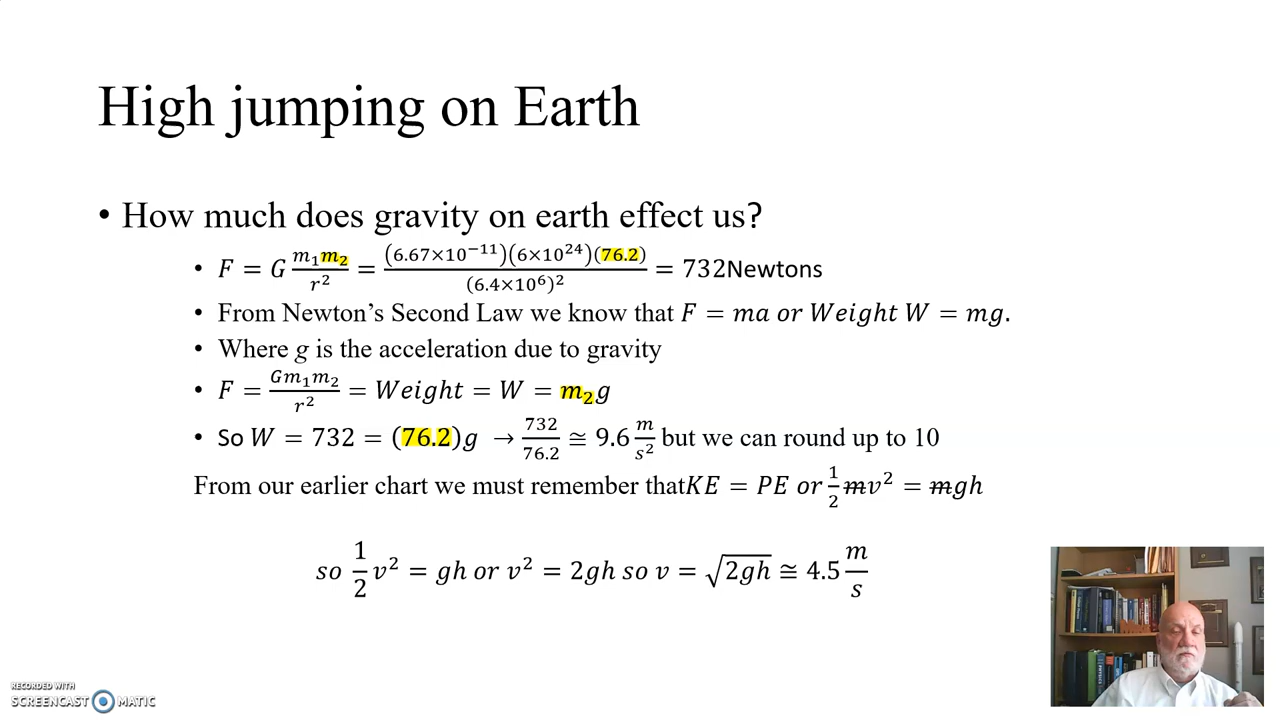 High jumping on Earth
• How much does gravity on earth effect us?
• F = G m₁m₂/r² = (6.67×10⁻¹¹)(6×10²⁴)(76.2)/(6.4×10⁶)² = 732Newtons
• From Newton's Second Law we know that F = ma or Weight W = mg.
• Where g is the acceleration due to gravity
• F = Gm₁m₂/r² = Weight = W = m₂g
• So W = 732 = (76.2)g → 732/76.2 ≅ 9.6 m/s² but we can round up to 10
From our earlier chart we must remember thatKE = PE or 1/2 m̶v² = m̶gh
so 1/2 v² = gh or v² = 2gh so v = √2gh ≅ 4.5 m/s
RECORDED WITH
SCREENCAST MATIC